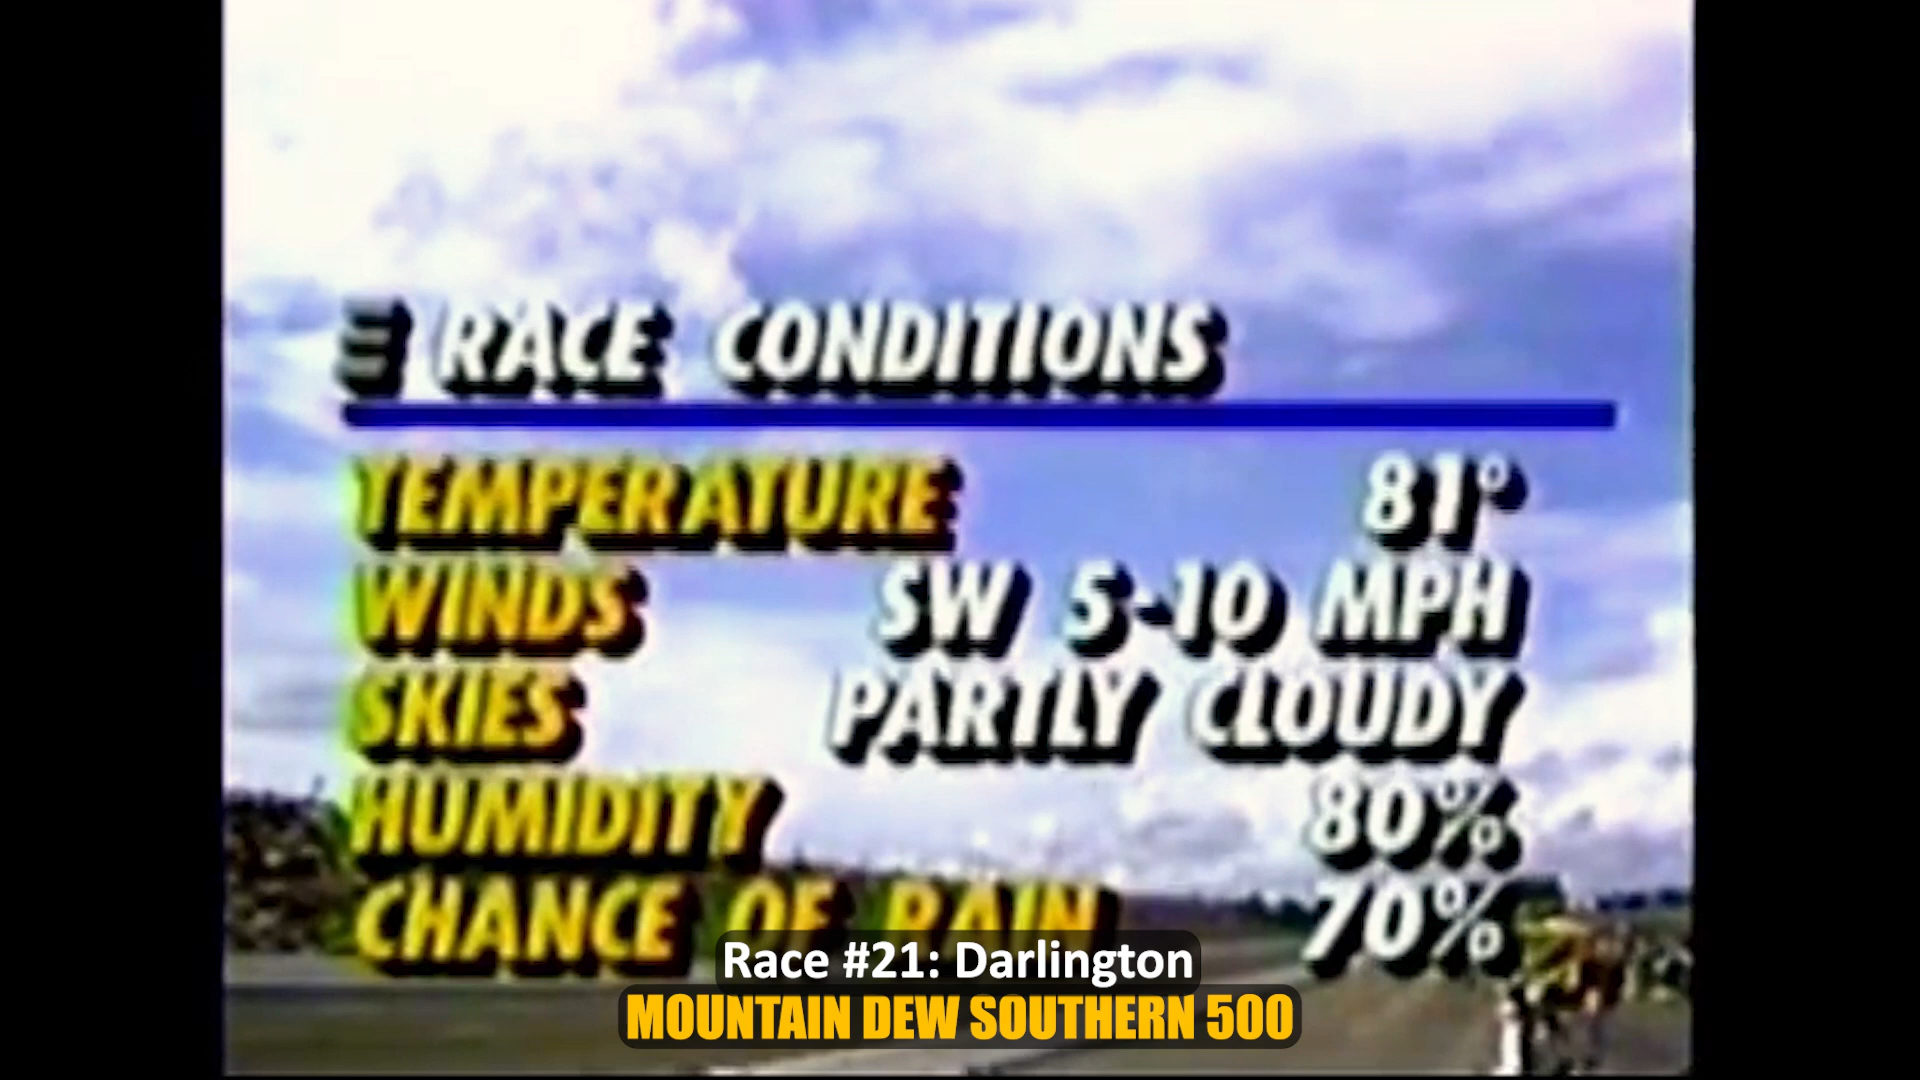 RACE CONDITIONS
TEMPERATURE 81°
WINDS SW 5-10 MPH
SKIES PARTLY CLOUDY
HUMIDITY 80%
CHANCE OF RAIN 70%
Race #21: Darlington
MOUNTAIN DEW SOUTHERN 500